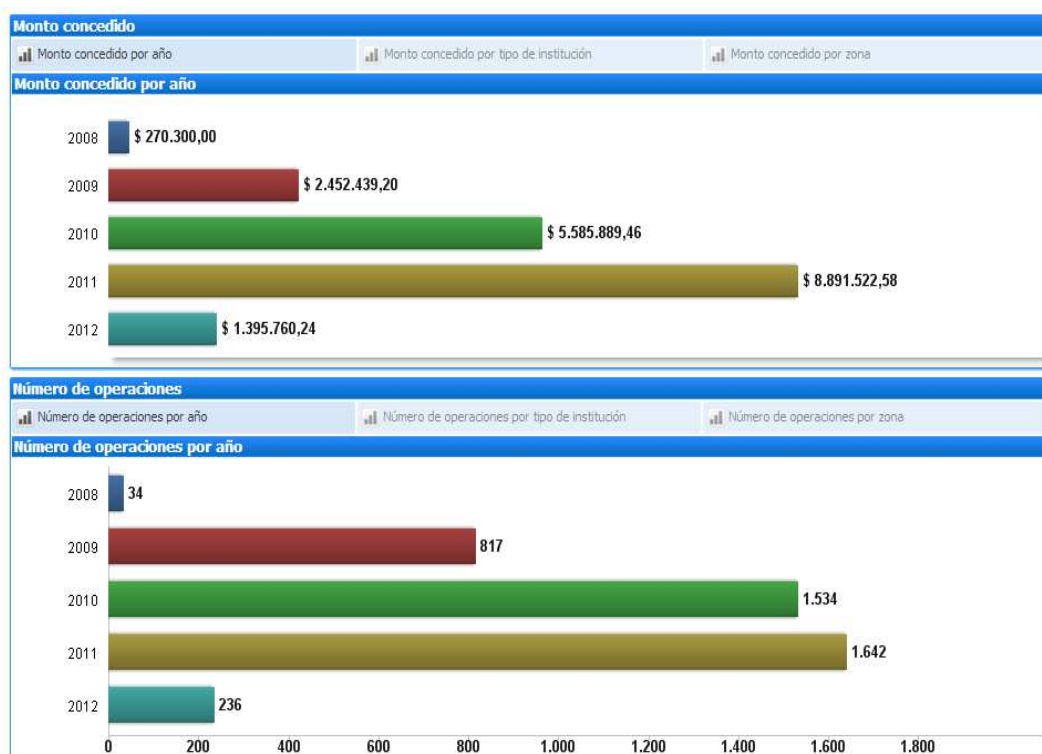 Monto concedido
Monto concedido por año Monto concedido por tipo de institución Monto concedido por zona
Monto concedido por año
2008 $ 270.300,00
2009 $ 2.452.439,20
2010 $ 5.585.889,46
2011 $ 8.891.522,58
2012 $ 1.395.760,24
Número de operaciones
Número de operaciones por año Número de operaciones por tipo de institución Número de operaciones por zona
Número de operaciones por año
2008 34
2009 817
2010 1.534
2011 1.642
2012 236
0 200 400 600 800 1.000 1.200 1.400 1.600 1.800